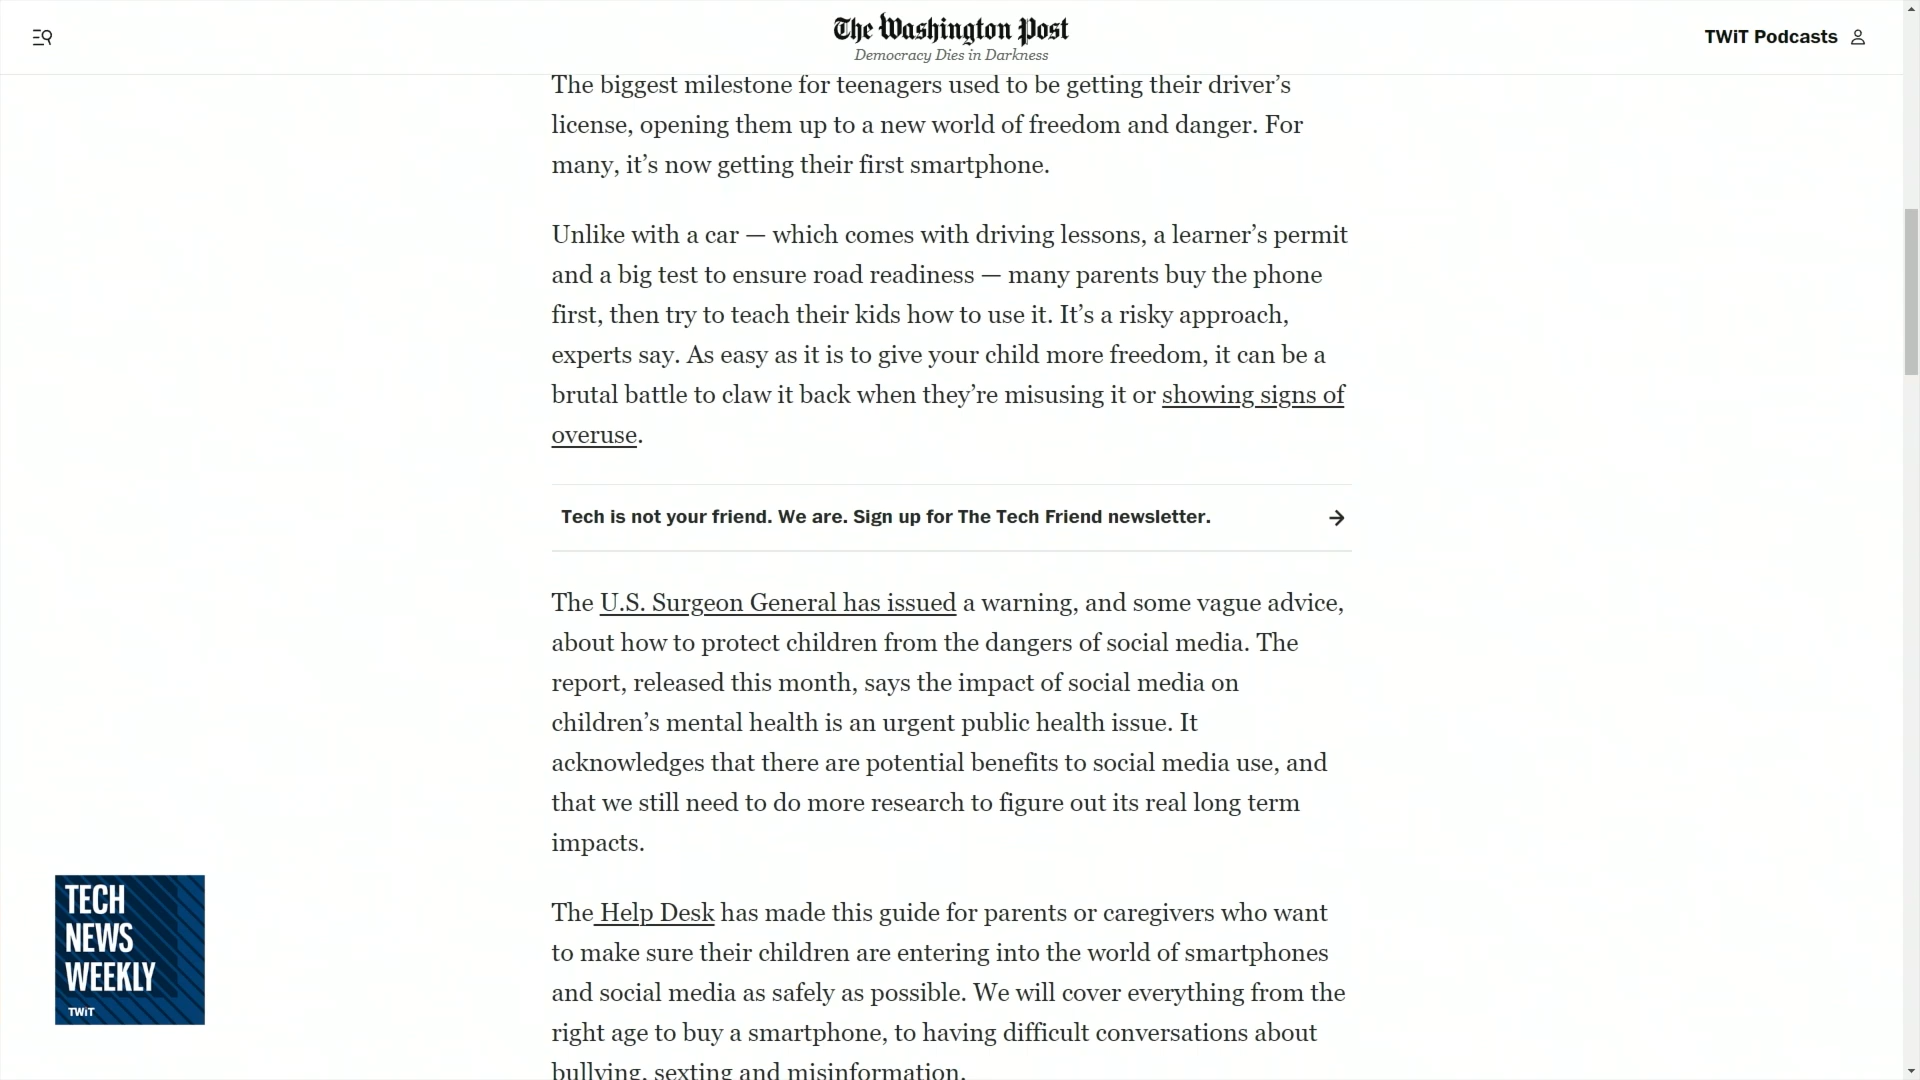 The Washington Post
Democracy Dies in Darkness
TWiT Podcasts
The biggest milestone for teenagers used to be getting their driver’s
license, opening them up to a new world of freedom and danger. For
many, it’s now getting their first smartphone.
Unlike with a car — which comes with driving lessons, a learner’s permit
and a big test to ensure road readiness — many parents buy the phone
first, then try to teach their kids how to use it. It’s a risky approach,
experts say. As easy as it is to give your child more freedom, it can be a
brutal battle to claw it back when they’re misusing it or showing signs of
overuse.
Tech is not your friend. We are. Sign up for The Tech Friend newsletter.
The U.S. Surgeon General has issued a warning, and some vague advice,
about how to protect children from the dangers of social media. The
report, released this month, says the impact of social media on
children’s mental health is an urgent public health issue. It
acknowledges that there are potential benefits to social media use, and
that we still need to do more research to figure out its real long term
impacts.
The Help Desk has made this guide for parents or caregivers who want
to make sure their children are entering into the world of smartphones
and social media as safely as possible. We will cover everything from the
right age to buy a smartphone, to having difficult conversations about
bullying, sexting and misinformation.
TECH
NEWS
WEEKLY
TWiT